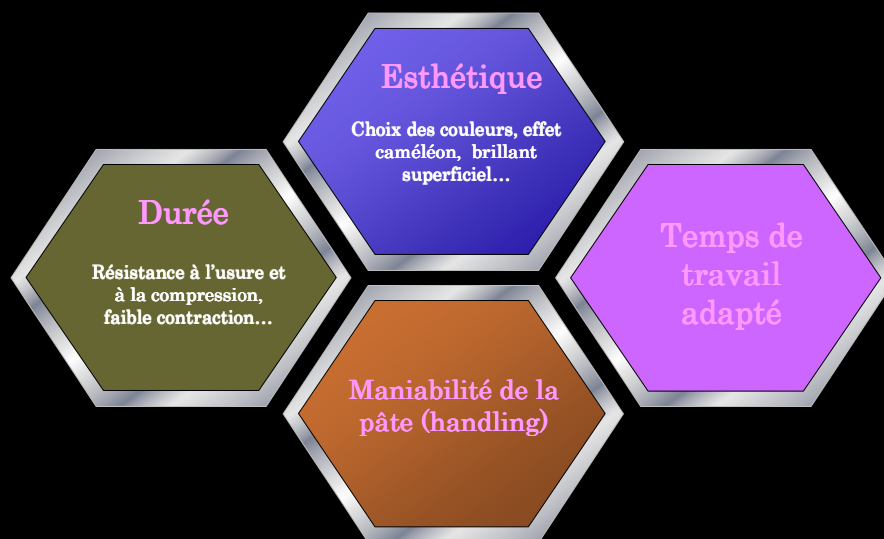 Esthétique
Choix des couleurs, effet
caméléon, brillant
superficiel…
Durée
Résistance à l’usure et
à la compression,
faible contraction…
Temps de
travail
adapté
Maniabilité de la
pâte (handling)